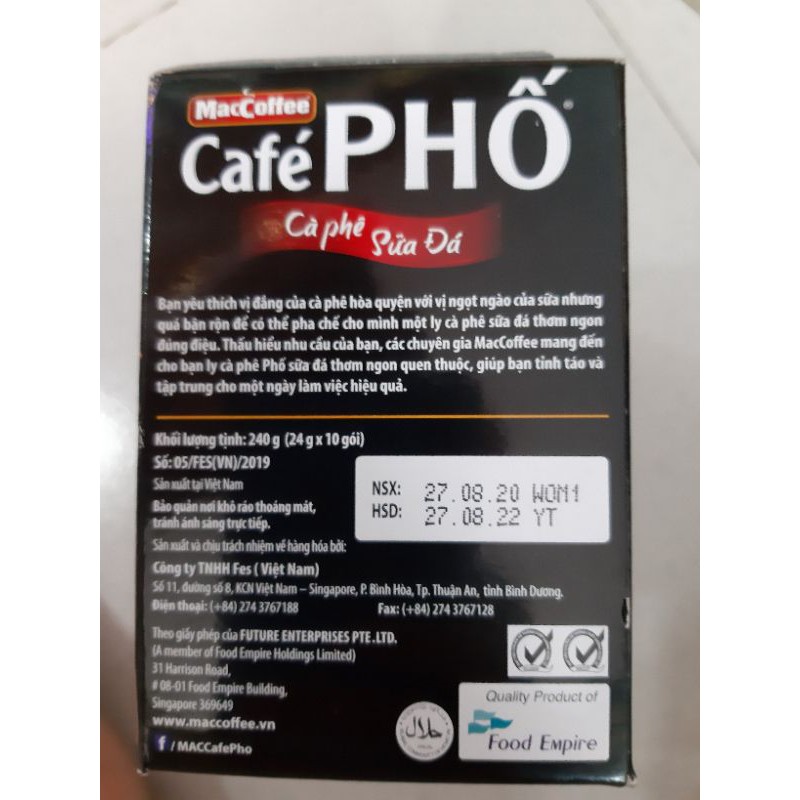 MacCoffee
Café PHỐ®
Cà phê Sữa Đá
Bạn yêu thích vị đắng của cà phê hòa quyện với vị ngọt ngào của sữa nhưng
quá bận rộn để có thể pha chế cho mình một ly cà phê sữa đá thơm ngon
đúng điệu. Thấu hiểu nhu cầu của bạn, các chuyên gia MacCoffee mang đến
cho bạn ly cà phê Phố sữa đá thơm ngon quen thuộc, giúp bạn tỉnh táo và
tập trung cho một ngày làm việc hiệu quả.
Khối lượng tịnh: 240 g (24 g x 10 gói)
Số: 05/FES(VN)/2019
Sản xuất tại Việt Nam
Bảo quản nơi khô ráo thoáng mát,
tránh ánh sáng trực tiếp.
NSX: 27.08.20 WON1
HSD: 27.08.22 YT
Sản xuất và chịu trách nhiệm về hàng hóa bởi:
Công ty TNHH Fes ( Việt Nam)
Số 11, đường số 8, KCN Việt Nam – Singapore, P. Bình Hòa, Tp. Thuận An, tỉnh Bình Dương.
Điện thoại: (+84) 274 3767188 Fax: (+84) 274 3767128
Theo giấy phép của FUTURE ENTERPRISES PTE.LTD.
(A member of Food Empire Holdings Limited)
31 Harrison Road,
# 08-01 Food Empire Building,
Singapore 369649
www.maccoffee.vn
f /MACCafePho
حلال
Quality Product of
Food Empire